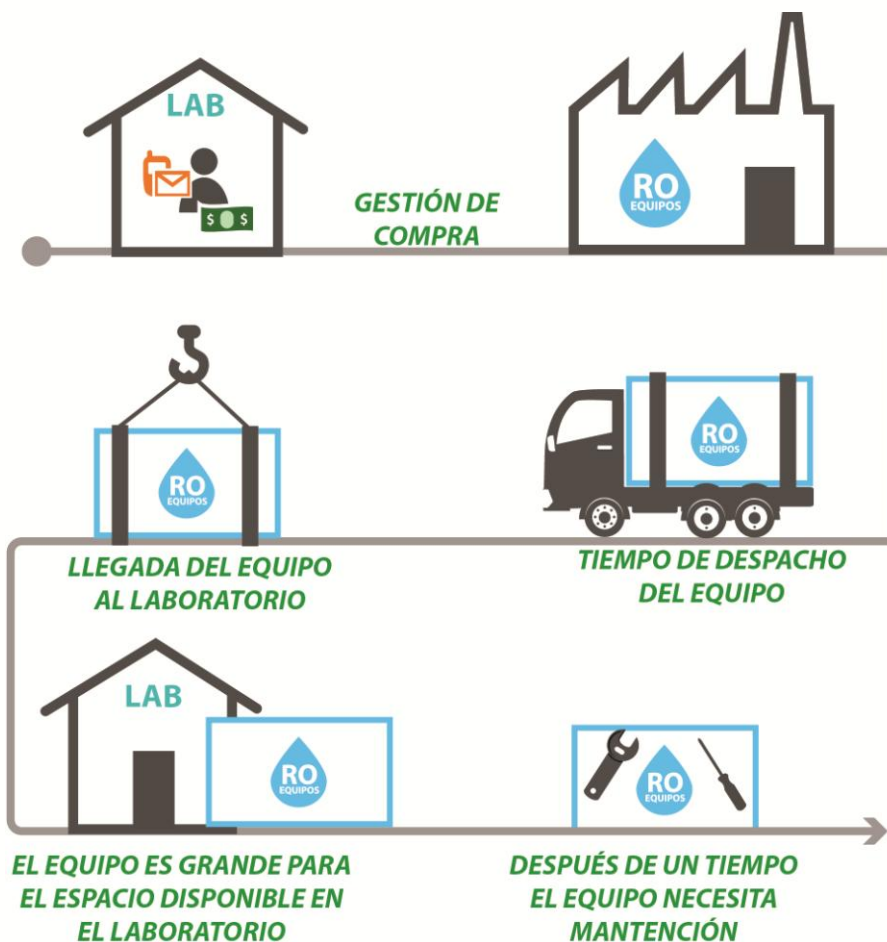 LAB
$ $
GESTIÓN DE
COMPRA
RO
EQUIPOS
RO
EQUIPOS
LLEGADA DEL EQUIPO
AL LABORATORIO
RO
EQUIPOS
TIEMPO DE DESPACHO
DEL EQUIPO
LAB
RO
EQUIPOS
EL EQUIPO ES GRANDE PARA
EL ESPACIO DISPONIBLE EN
EL LABORATORIO
RO
EQUIPOS
DESPUÉS DE UN TIEMPO
EL EQUIPO NECESITA
MANTENCIÓN